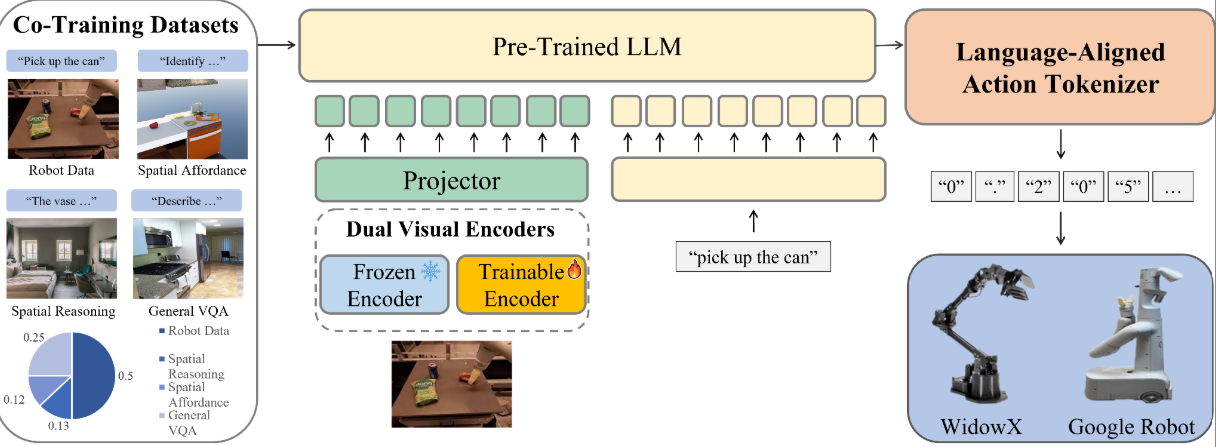 Co-Training Datasets
“Pick up the can”
“Identify ...”
Robot Data
Spatial Affordance
“The vase ...”
“Describe ...”
Spatial Reasoning
General VQA
0.25
0.5
0.12
0.13
Robot Data
Spatial
Reasoning
Spatial
Affordance
General
VQA
Pre-Trained LLM
Projector
Dual Visual Encoders
Frozen
Encoder
Trainable
Encoder
“pick up the can”
Language-Aligned
Action Tokenizer
“0” “.” “2” “0” “5” ...
WidowX
Google Robot